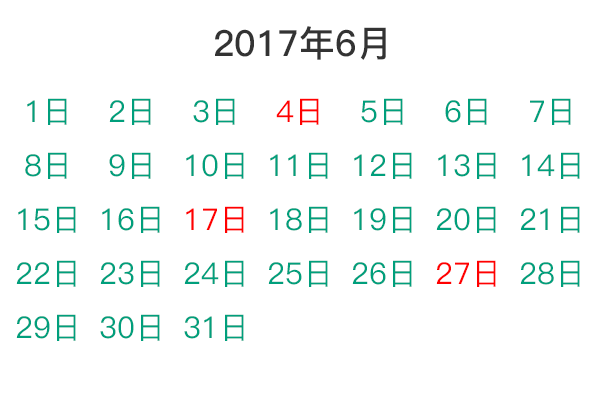 2017年6月
1日 2日 3日 4日 5日 6日 7日
8日 9日 10日 11日 12日 13日 14日
15日 16日 17日 18日 19日 20日 21日
22日 23日 24日 25日 26日 27日 28日
29日 30日 31日